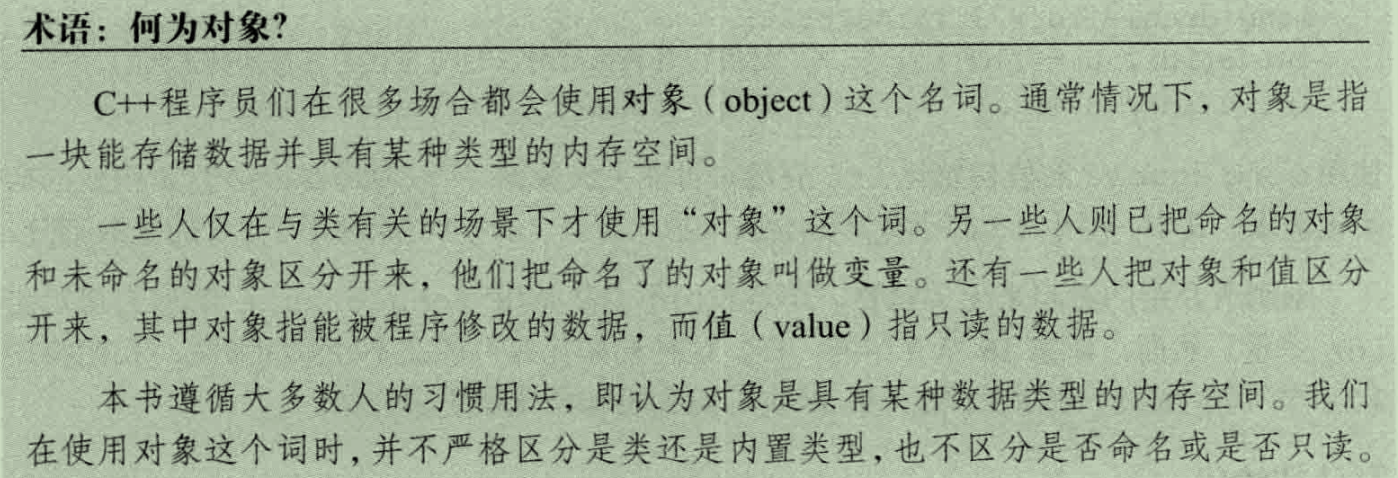 术语：何为对象？
C++程序员们在很多场合都会使用对象（object）这个名词。通常情况下，对象是指
一块能存储数据并具有某种类型的内存空间。
一些人仅在与类有关的场景下才使用“对象”这个词。另一些人则已把命名的对象
和未命名的对象区分开来，他们把命名了的对象叫做变量。还有一些人把对象和值区分
开来，其中对象指能被程序修改的数据，而值（value）指只读的数据。
本书遵循大多数人的习惯用法，即认为对象是具有某种数据类型的内存空间。我们
在使用对象这个词时，并不严格区分是类还是内置类型，也不区分是否命名或是否只读。